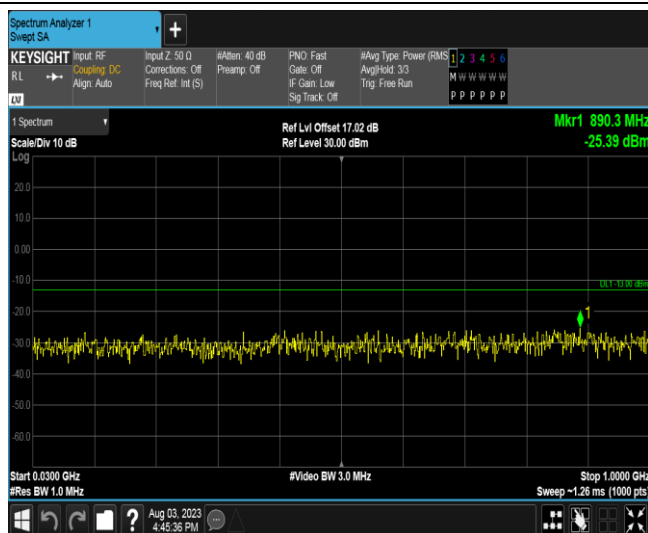 Spectrum Analyzer 1
Swept SA
+
KEYSIGHT
RL
LXI
Input: RF
Coupling: DC
Align: Auto
Input Z: 50 Ω
Corrections: Off
Freq Ref: Int (S)
#Atten: 40 dB
Preamp: Off
PNO: Fast
Gate: Off
IF Gain: Low
Sig Track: Off
#Avg Type: Power (RMS
Avg|Hold: 3/3
Trig: Free Run
1 2 3 4 5 6
M W W W W W
P P P P P P
1 Spectrum
Scale/Div 10 dB
Log
Ref Lvl Offset 17.02 dB
Ref Level 30.00 dBm
Mkr1 890.3 MHz
-25.39 dBm
20.0
10.0
0.00
-10.0
-20.0
-30.0
-40.0
-50.0
-60.0
DL1 -13.00 dBm
1
Start 0.0300 GHz
#Res BW 1.0 MHz
#Video BW 3.0 MHz
Stop 1.0000 GHz
Sweep ~1.26 ms (1000 pts)
?
Aug 03, 2023
4:45:36 PM